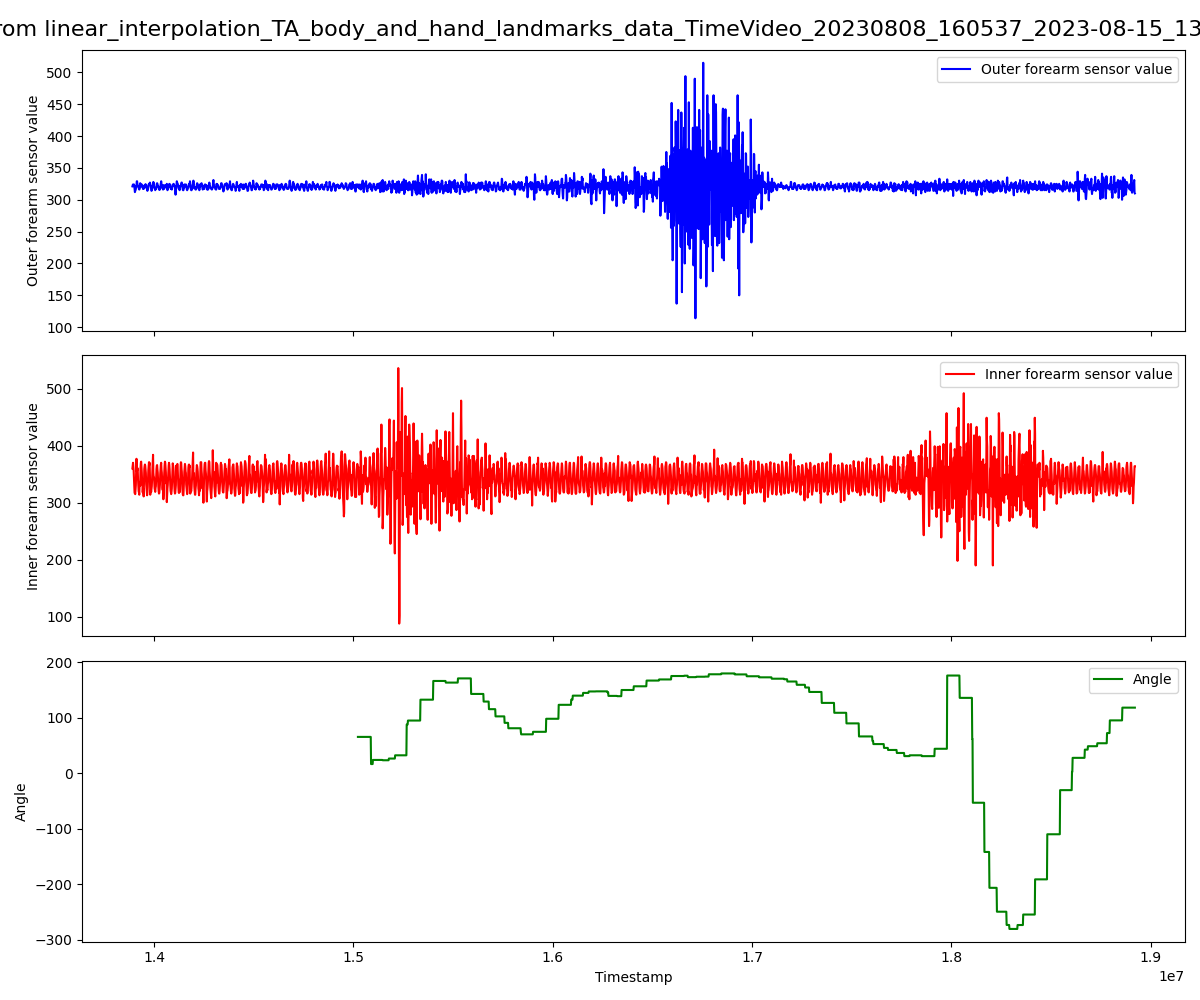 rom linear_interpolation_TA_body_and_hand_landmarks_data_TimeVideo_20230808_160537_2023-08-15_13
Outer forearm sensor value
Outer forearm sensor value
500
450
400
350
300
250
200
150
100
Inner forearm sensor value
Inner forearm sensor value
500
400
300
200
100
Angle
Angle
200
100
0
−100
−200
−300
1.4
1.5
1.6
1.7
1.8
1.9
Timestamp
1e7